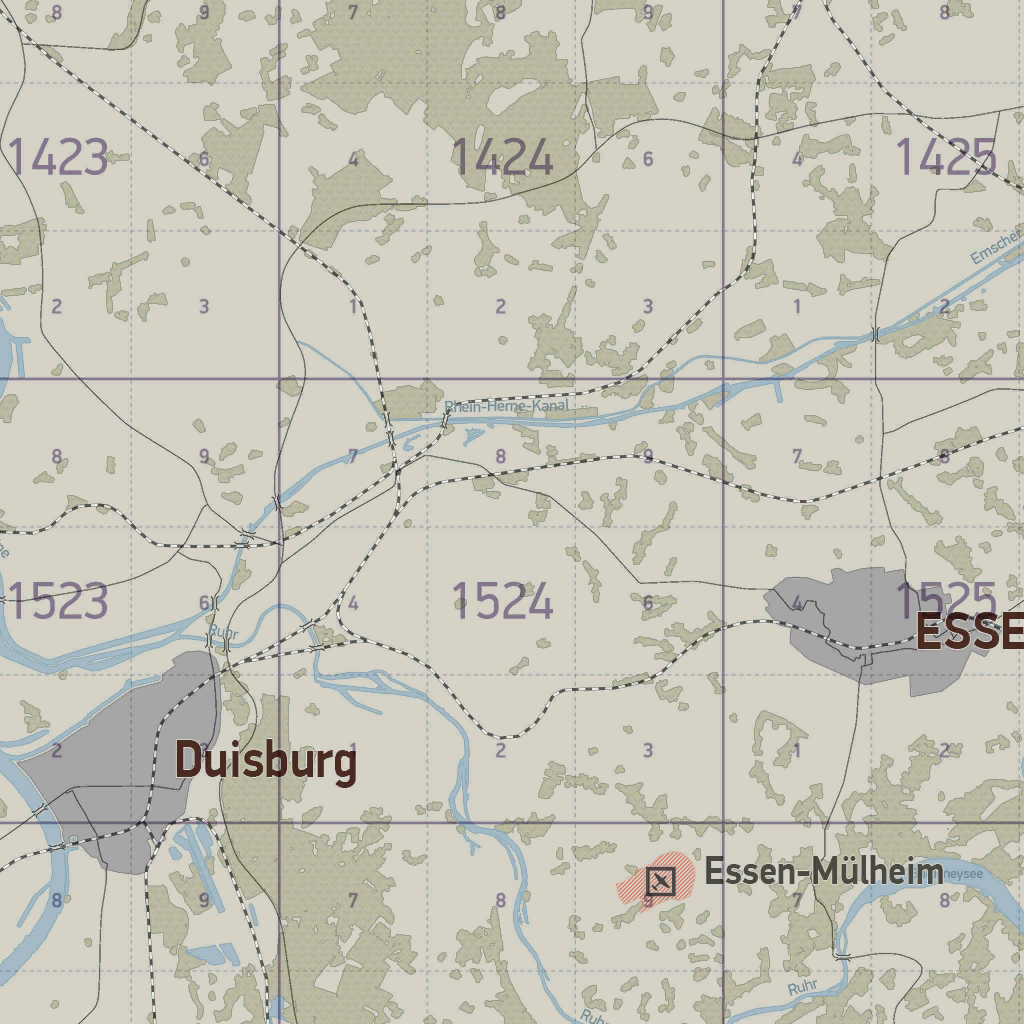 8 9 7 8 9 7 8
1423 1424 1425
6 4 6 4
Emscher
2 3 1 2 3 1 2
Rhein-Herne-Kanal
8 9 7 8 9 7 8
1523 1524 1525
6 4 6 4
ESSE
Ruhr
2 3 1 2 3 1 2
Duisburg
Essen-Mülheim
neysee
8 9 7 8 9 7 8
Ruhr
Ruhr